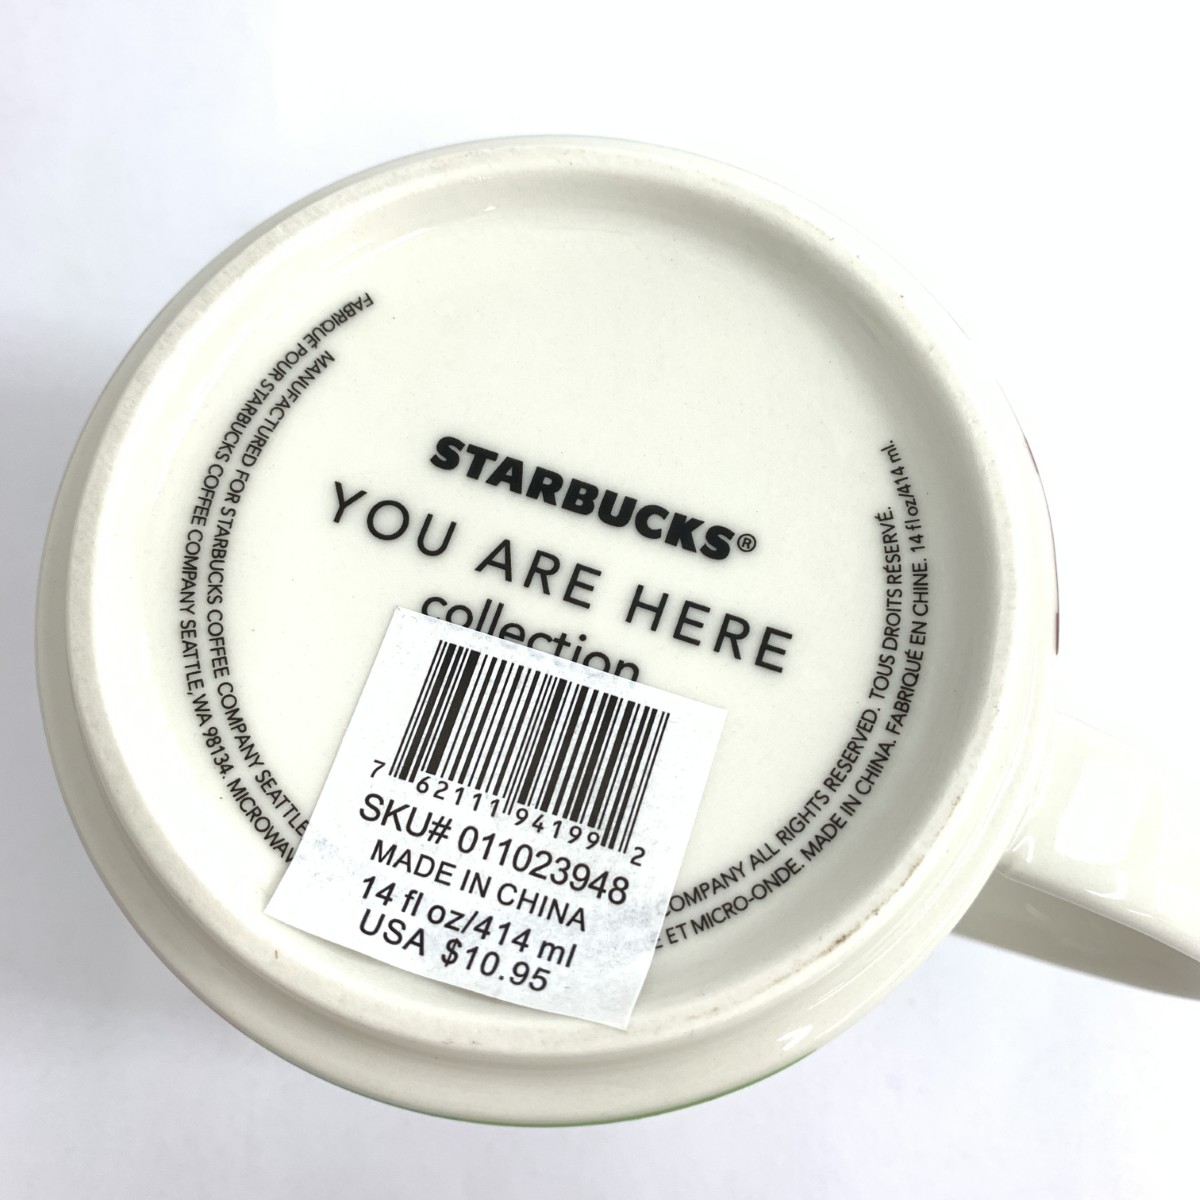 STARBUCKS®
YOU ARE HERE
collection
7 62111 94199 2
SKU# 011023948
MADE IN CHINA
14 fl oz/414 ml
USA $10.95
MANUFACTURED FOR STARBUCKS COFFEE COMPANY SEATTLE
FABRIQUÉ POUR STARBUCKS COFFEE COMPANY SEATTLE, WA 98134. MICROWAV
COMPANY ALL RIGHTS RESERVED. TOUS DROITS RÉSERVÉ.
ET MICRO-ONDE. MADE IN CHINA. FABRIQUÉ EN CHINE. 14 fl oz/414 ml.